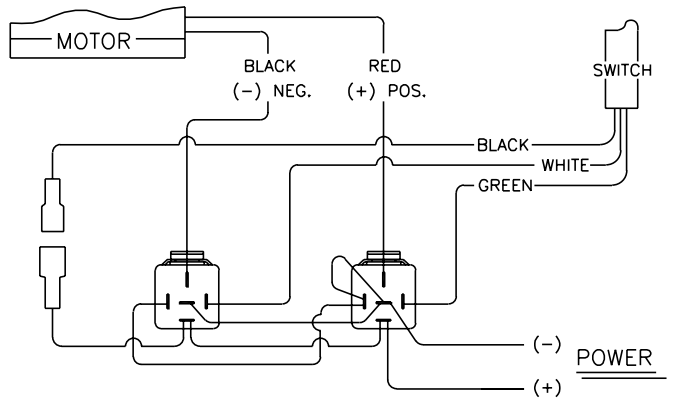 MOTOR
BLACK
(-) NEG.
RED
(+) POS.
SWITCH
BLACK
WHITE
GREEN
(-)
POWER
(+)